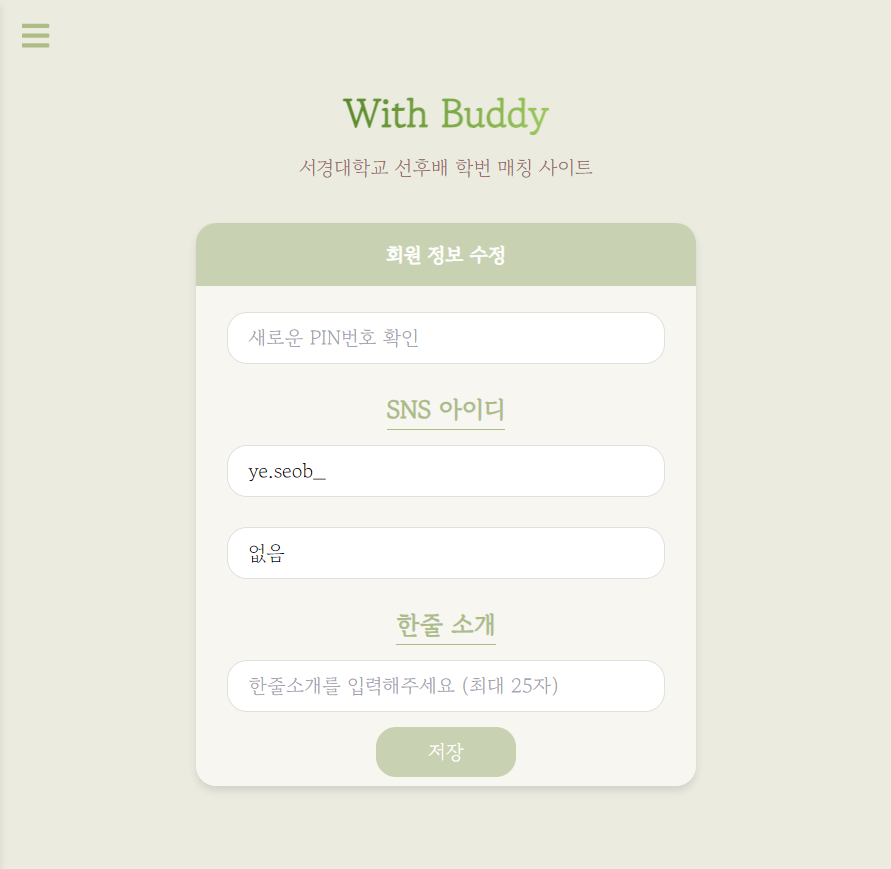 With Buddy
서경대학교 선후배 학번 매칭 사이트
회원 정보 수정
새로운 PIN번호 확인
SNS 아이디
ye.seob_
없음
한줄 소개
한줄소개를 입력해주세요 (최대 25자)
저장